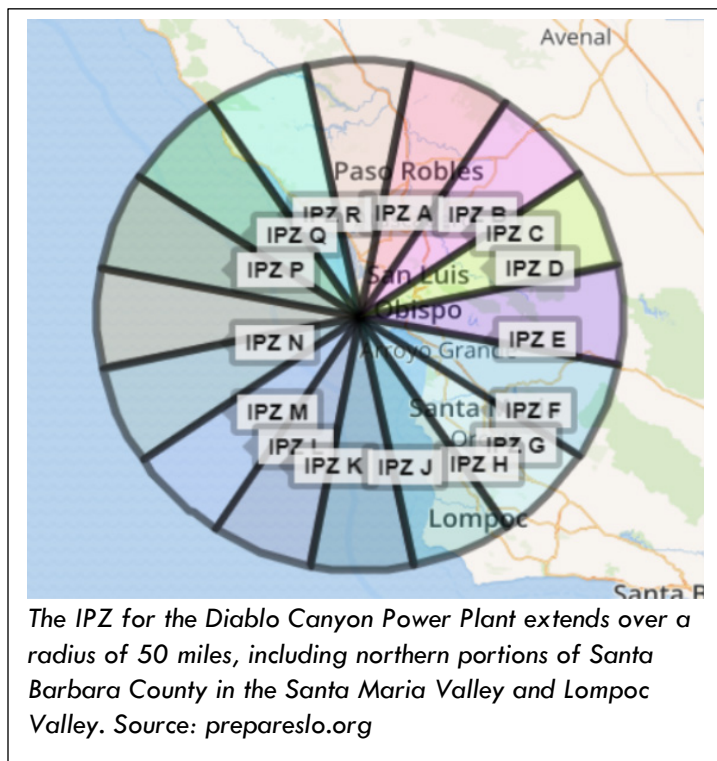 Avenal
Paso Robles
IPZ R
IPZ A
IPZ B
IPZ Q
IPZ C
IPZ P
San Luis
IPZ D
Obispo
IPZ N
IPZ E
Arroyo Grande
IPZ M
Santa
IPZ F
IPZ L
IPZ G
IPZ K
IPZ J
IPZ H
Lompoc
Santa B
The IPZ for the Diablo Canyon Power Plant extends over a
radius of 50 miles, including northern portions of Santa
Barbara County in the Santa Maria Valley and Lompoc
Valley. Source: prepareslo.org